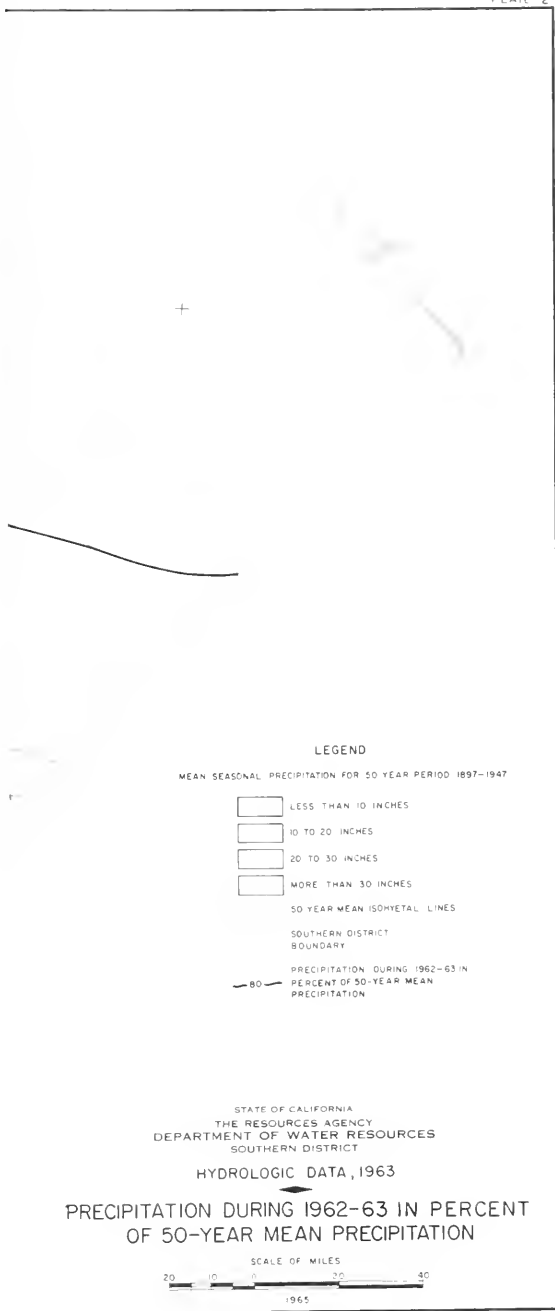 PLATE 2
LEGEND
MEAN SEASONAL PRECIPITATION FOR 50 YEAR PERIOD 1897-1947
LESS THAN 10 INCHES
10 TO 20 INCHES
20 TO 30 INCHES
MORE THAN 30 INCHES
50 YEAR MEAN ISOHYETAL LINES
SOUTHERN DISTRICT
BOUNDARY
PRECIPITATION DURING 1962-63 IN
80 PERCENT OF 50-YEAR MEAN
PRECIPITATION
STATE OF CALIFORNIA
THE RESOURCES AGENCY
DEPARTMENT OF WATER RESOURCES
SOUTHERN DISTRICT
HYDROLOGIC DATA, 1963
PRECIPITATION DURING 1962-63 IN PERCENT
OF 50-YEAR MEAN PRECIPITATION
SCALE OF MILES
20 10 0 20 40
1965